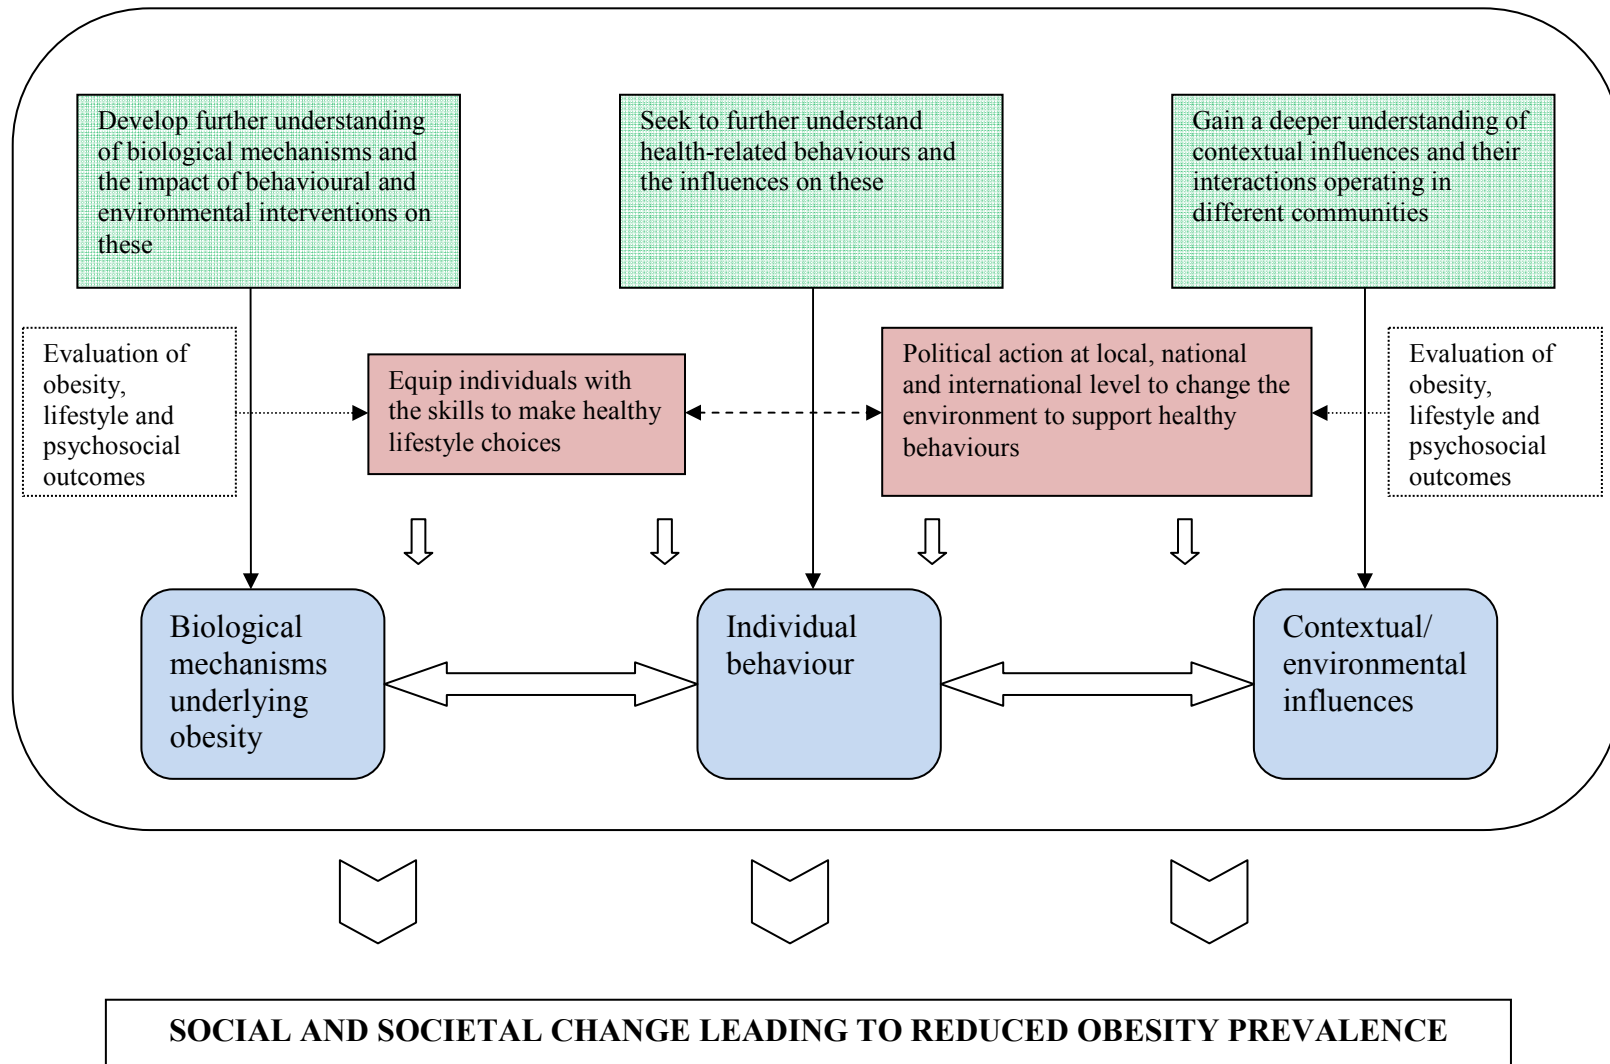 Develop further understanding
of biological mechanisms and
the impact of behavioural and
environmental interventions on
these
Seek to further understand
health-related behaviours and
the influences on these
Gain a deeper understanding of
contextual influences and their
interactions operating in
different communities
Evaluation of
obesity,
lifestyle and
psychosocial
outcomes
Equip individuals with
the skills to make healthy
lifestyle choices
Political action at local, national
and international level to change the
environment to support healthy
behaviours
Evaluation of
obesity,
lifestyle and
psychosocial
outcomes
Biological
mechanisms
underlying
obesity
Individual
behaviour
Contextual/
environmental
influences
SOCIAL AND SOCIETAL CHANGE LEADING TO REDUCED OBESITY PREVALENCE